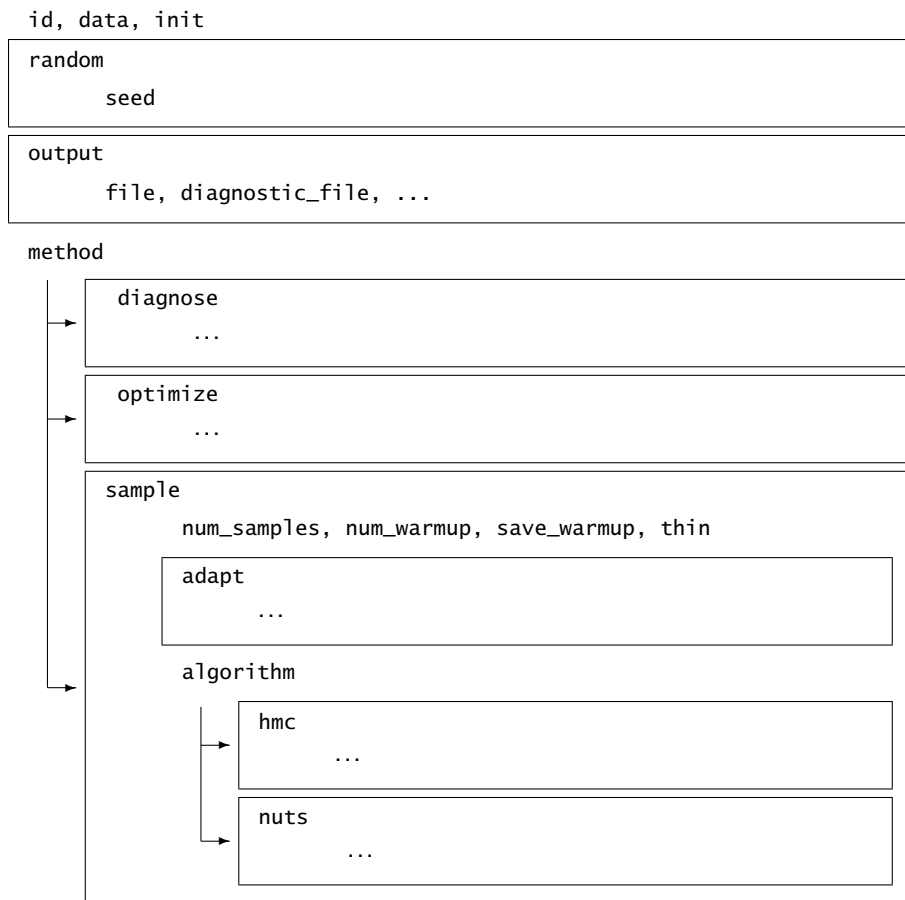 id, data, init
random
seed
output
file, diagnostic_file, ...
method
diagnose
...
optimize
...
sample
num_samples, num_warmup, save_warmup, thin
adapt
...
algorithm
hmc
...
nuts
...